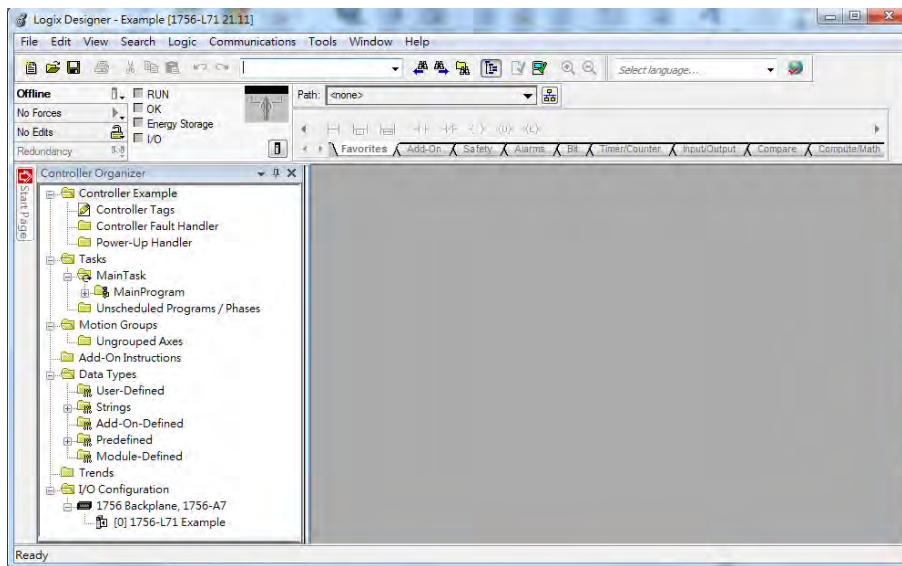 Logix Designer - Example [1756-L71 21.11]
File Edit View Search Logic Communications Tools Window Help
Select language...
Offline
RUN
Path: <none>
No Forces
OK
Energy Storage
No Edits
I/O
Redundancy
Favorites Add-On Safety Alarms Bit Timer/Counter Input/Output Compare Compute/Math
Start Page
Controller Organizer
Controller Example
Controller Tags
Controller Fault Handler
Power-Up Handler
Tasks
MainTask
MainProgram
Unscheduled Programs / Phases
Motion Groups
Ungrouped Axes
Add-On Instructions
Data Types
User-Defined
Strings
Add-On-Defined
Predefined
Module-Defined
Trends
I/O Configuration
1756 Backplane, 1756-A7
[0] 1756-L71 Example
Ready